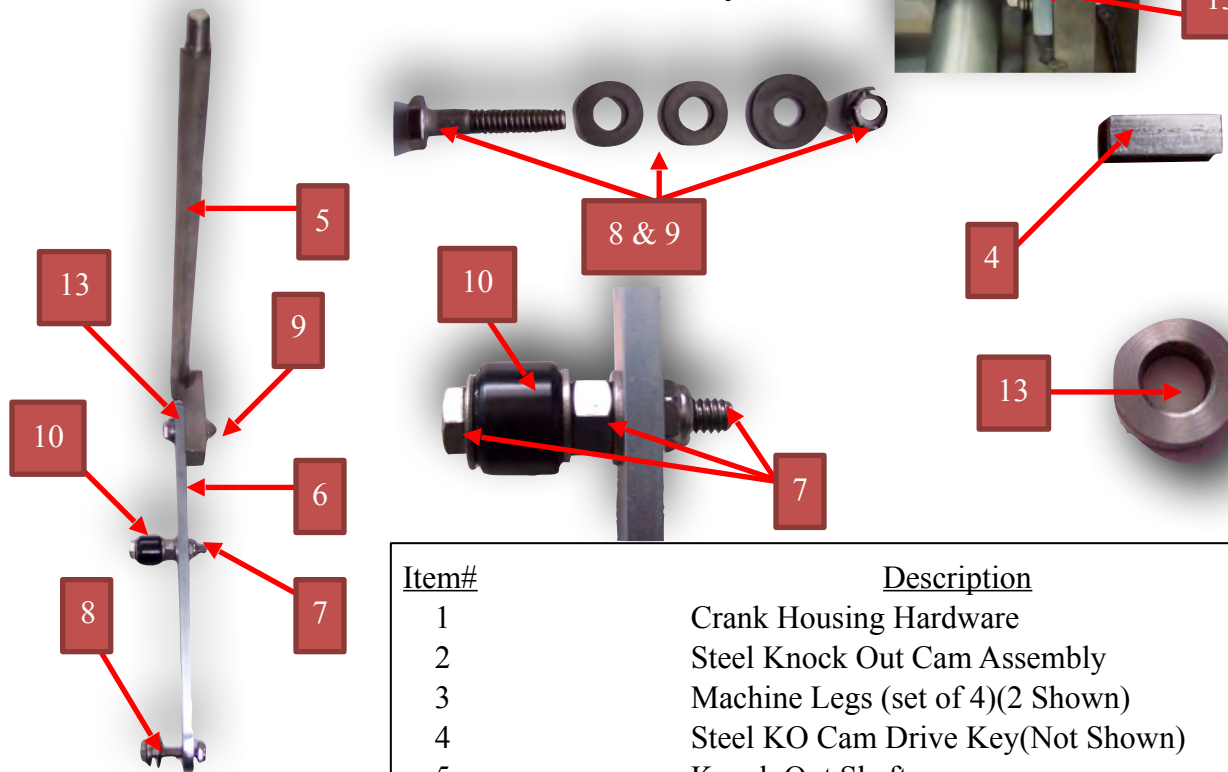 5
8 & 9
4
13
10
9
13
10
6
7
7
8
Item# Description
1 Crank Housing Hardware
2 Steel Knock Out Cam Assembly
3 Machine Legs (set of 4)(2 Shown)
4 Steel KO Cam Drive Key(Not Shown)